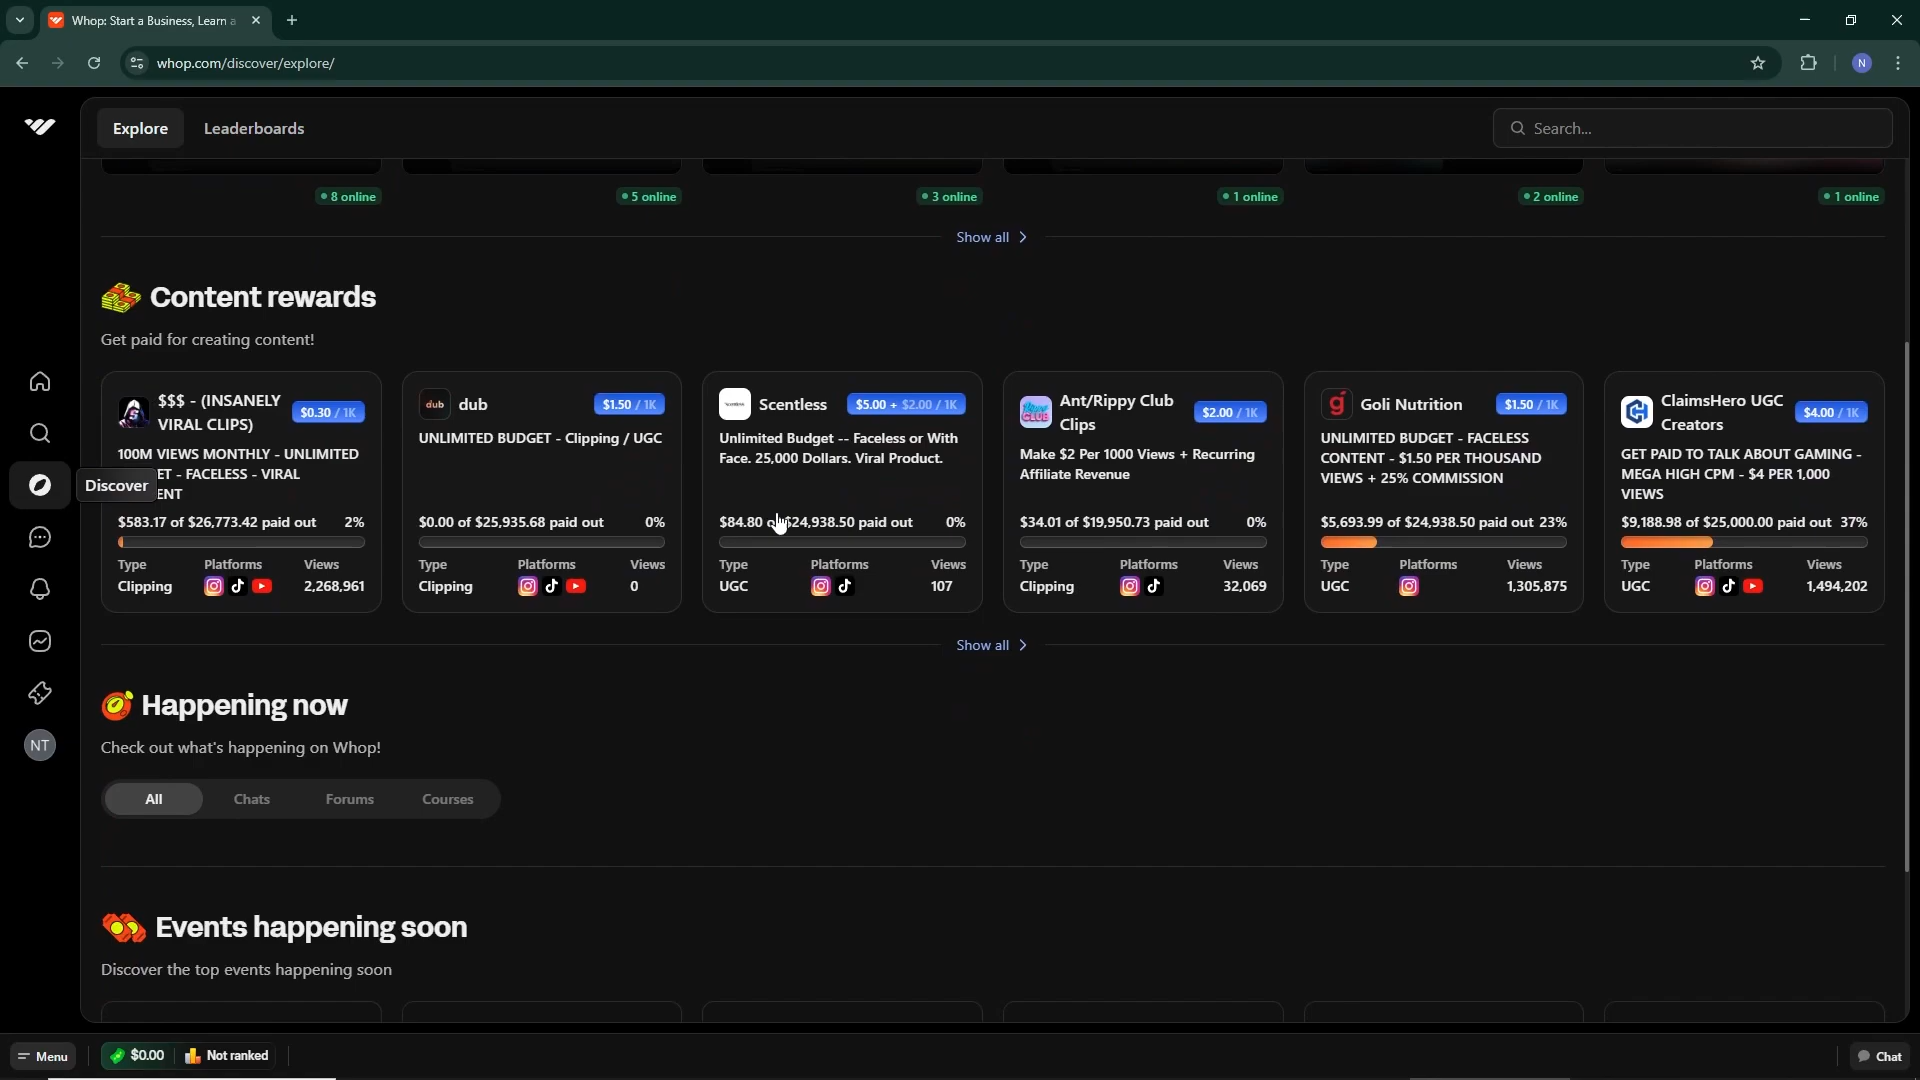 Whop: Start a Business, Learn a
whop.com/discover/explore/
N
Explore
Leaderboards
Search...
8 online
5 online
3 online
1 online
2 online
1 online
Show all
Content rewards
Get paid for creating content!
$$$ - (INSANELY
VIRAL CLIPS)
$0.30 / 1K
100M VIEWS MONTHLY - UNLIMITED
ET - FACELESS - VIRAL
ENT
$583.17 of $26,773.42 paid out 2%
Type Platforms Views
Clipping 2,268,961
dub
dub
$1.50 / 1K
UNLIMITED BUDGET - Clipping / UGC
$0.00 of $25,935.68 paid out 0%
Type Platforms Views
Clipping 0
Scentless
$5.00 + $2.00 / 1K
Unlimited Budget -- Faceless or With
Face. 25,000 Dollars. Viral Product.
$84.80 of $24,938.50 paid out 0%
Type Platforms Views
UGC 107
Ant/Rippy Club
Clips
$2.00 / 1K
Make $2 Per 1000 Views + Recurring
Affiliate Revenue
$34.01 of $19,950.73 paid out 0%
Type Platforms Views
Clipping 32,069
Goli Nutrition
$1.50 / 1K
UNLIMITED BUDGET - FACELESS
CONTENT - $1.50 PER THOUSAND
VIEWS + 25% COMMISSION
$5,693.99 of $24,938.50 paid out 23%
Type Platforms Views
UGC 1,305,875
ClaimsHero UGC
Creators
$4.00 / 1K
GET PAID TO TALK ABOUT GAMING -
MEGA HIGH CPM - $4 PER 1,000
VIEWS
$9,188.98 of $25,000.00 paid out 37%
Type Platforms Views
UGC 1,494,202
Discover
Show all
Happening now
Check out what's happening on Whop!
All
Chats
Forums
Courses
NT
Events happening soon
Discover the top events happening soon
Menu
$0.00
Not ranked
Chat